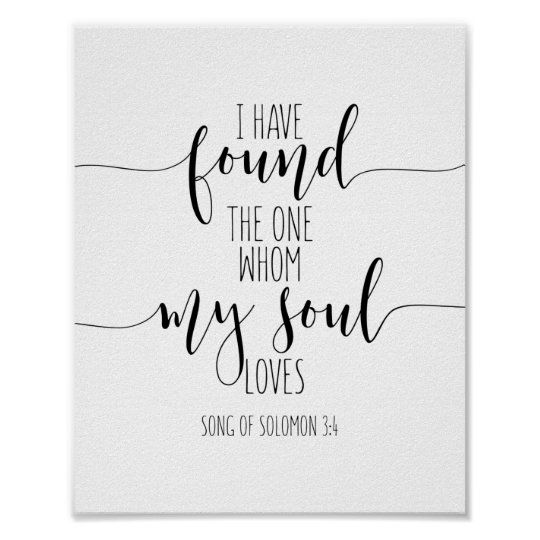 I HAVE
found
THE ONE
WHOM
my soul
LOVES
SONG OF SOLOMON 3:4